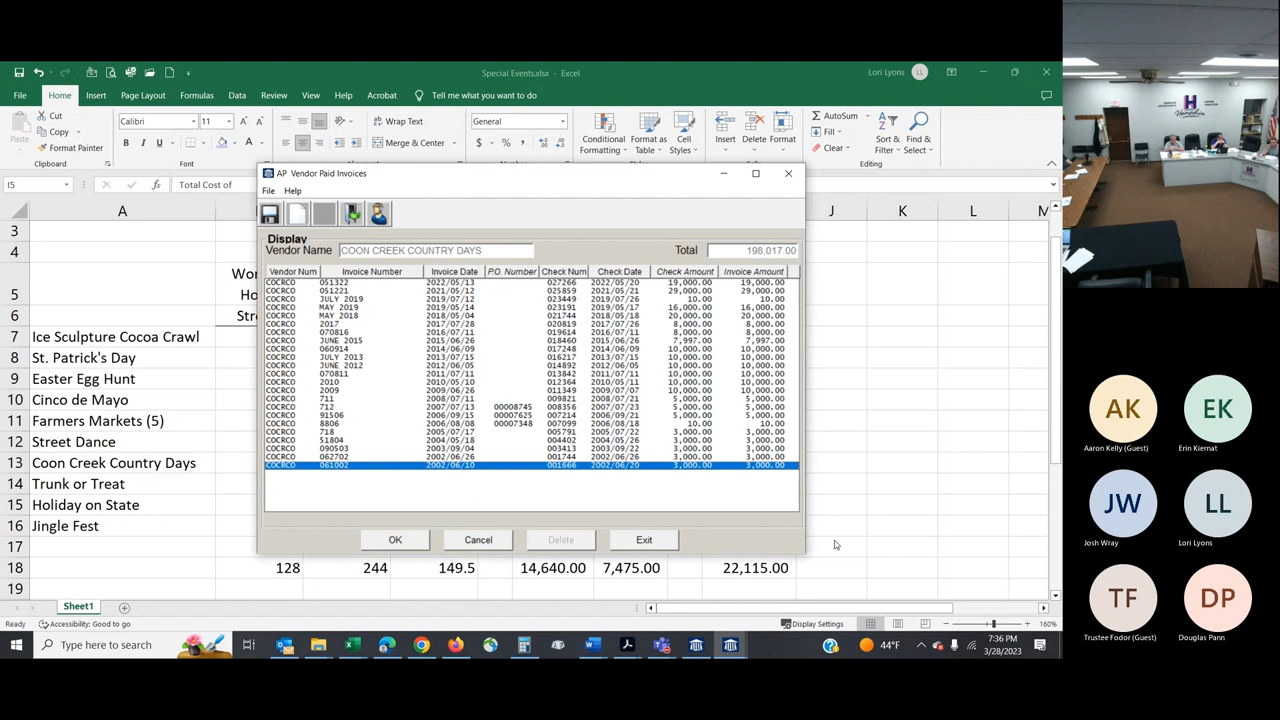 Special Events.xlsx - Excel
Lori Lyons LL
File Home Insert Page Layout Formulas Data Review View Help Acrobat Tell me what you want to do
Cut
Copy
Format Painter
Paste
Clipboard
Calibri 11
B I U
Font
Wrap Text
Merge & Center
General
$ % ,
Conditional Formatting
Format as Table
Cell Styles
Insert Delete Format
AutoSum
Fill
Clear
Sort & Filter
Find & Select
Editing
I5 fx Total Cost of
A J K L M
3
4
5
6
7 Ice Sculpture Cocoa Crawl
8 St. Patrick's Day
9 Easter Egg Hunt
10 Cinco de Mayo
11 Farmers Markets (5)
12 Street Dance
13 Coon Creek Country Days
14 Trunk or Treat
15 Holiday on State
16 Jingle Fest
17
18 128 244 149.5 14,640.00 7,475.00 22,115.00
19
AP Vendor Paid Invoices
File Help
Display
Vendor Name COON CREEK COUNTRY DAYS Total 198,017.00
Vendor Num Invoice Number Invoice Date P.O. Number Check Num Check Date Check Amount Invoice Amount
COCRCO 051322 2022/05/13 027266 2022/05/20 19,000.00 19,000.00
COCRCO 051221 2021/05/12 025859 2021/05/21 29,000.00 29,000.00
COCRCO JULY 2019 2019/07/12 023449 2019/07/26 10.00 10.00
COCRCO MAY 2019 2019/05/14 023191 2019/05/17 16,000.00 16,000.00
COCRCO MAY 2018 2018/05/04 021744 2018/05/18 20,000.00 20,000.00
COCRCO 2017 2017/07/28 020819 2017/07/26 8,000.00 8,000.00
COCRCO 070816 2016/07/11 019614 2016/07/11 8,000.00 8,000.00
COCRCO JUNE 2015 2015/06/26 018460 2015/06/26 7,997.00 7,997.00
COCRCO 060914 2014/06/09 017248 2014/06/09 10,000.00 10,000.00
COCRCO JULY 2013 2013/07/15 016217 2013/07/15 10,000.00 10,000.00
COCRCO JUNE 2012 2012/06/05 014892 2012/06/05 10,000.00 10,000.00
COCRCO 070811 2011/07/11 013842 2011/07/11 10,000.00 10,000.00
COCRCO 2010 2010/05/10 012364 2010/05/11 10,000.00 10,000.00
COCRCO 2009 2009/06/26 011349 2009/07/07 10,000.00 10,000.00
COCRCO 711 2008/07/11 009821 2008/07/21 5,000.00 5,000.00
COCRCO 712 2007/07/13 00008745 008356 2007/07/23 5,000.00 5,000.00
COCRCO 91506 2006/09/15 00007625 007214 2006/09/21 5,000.00 5,000.00
COCRCO 8806 2006/08/08 00007348 007099 2006/08/18 10.00 10.00
COCRCO 718 2005/07/18 005791 2005/07/22 3,000.00 3,000.00
COCRCO 51804 2004/05/18 004402 2004/05/26 3,000.00 3,000.00
COCRCO 090503 2003/09/04 003413 2003/09/22 3,000.00 3,000.00
COCRCO 062702 2002/06/26 001744 2002/06/26 3,000.00 3,000.00
COCRCO 061002 2002/06/10 001666 2002/06/20 3,000.00 3,000.00
OK Cancel Delete Exit
Sheet1
Ready Accessibility: Good to go Display Settings 160%
Type here to search 44°F 7:36 PM
3/28/2023
H
AK
Aaron Kelly (Guest)
EK
Erin Kiernat
JW
Josh Wray
LL
Lori Lyons
TF
Trustee Fodor (Guest)
DP
Douglas Pann